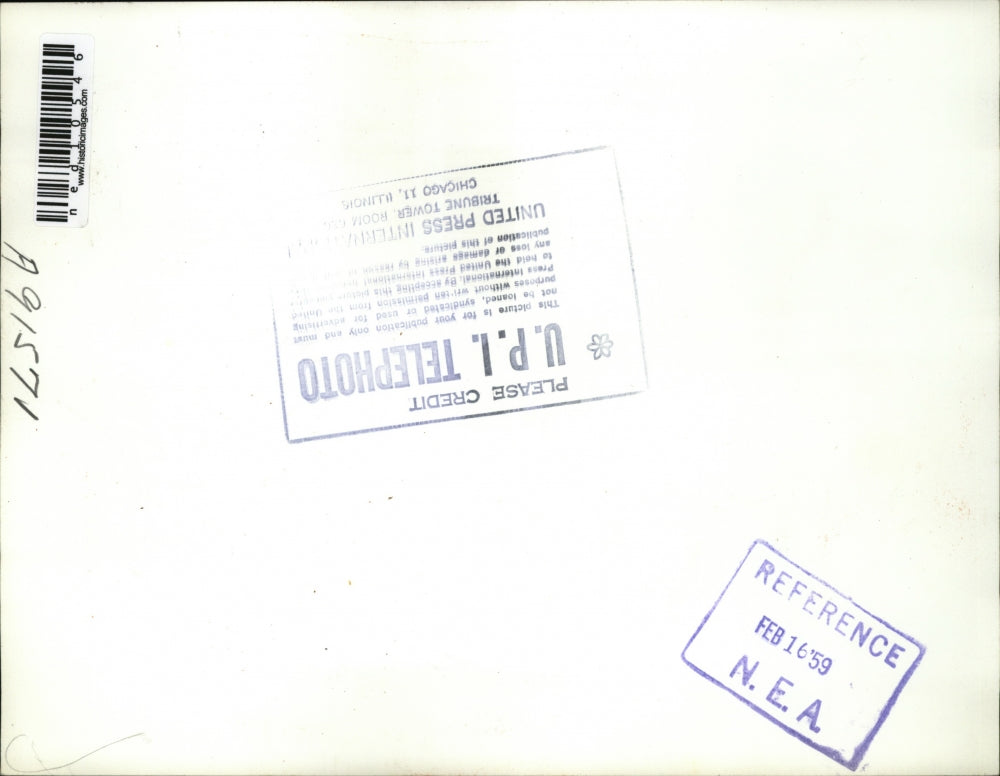 ned10546
www.historicimages.com
A9157N
PLEASE CREDIT
U.P.I. TELEPHOTO
This picture is for your publication only and must
not be loaned, syndicated or used for advertising
purposes without written permission from the United
Press International. By accepting this picture you agree
to hold the United Press International
any loss or damage arising by reason of
publication of this picture.
UNITED PRESS
TRIBUNE TOWER, ROOM
CHICAGO 11, ILLINOIS
REFERENCE
FEB 16 '59
N. E. A.